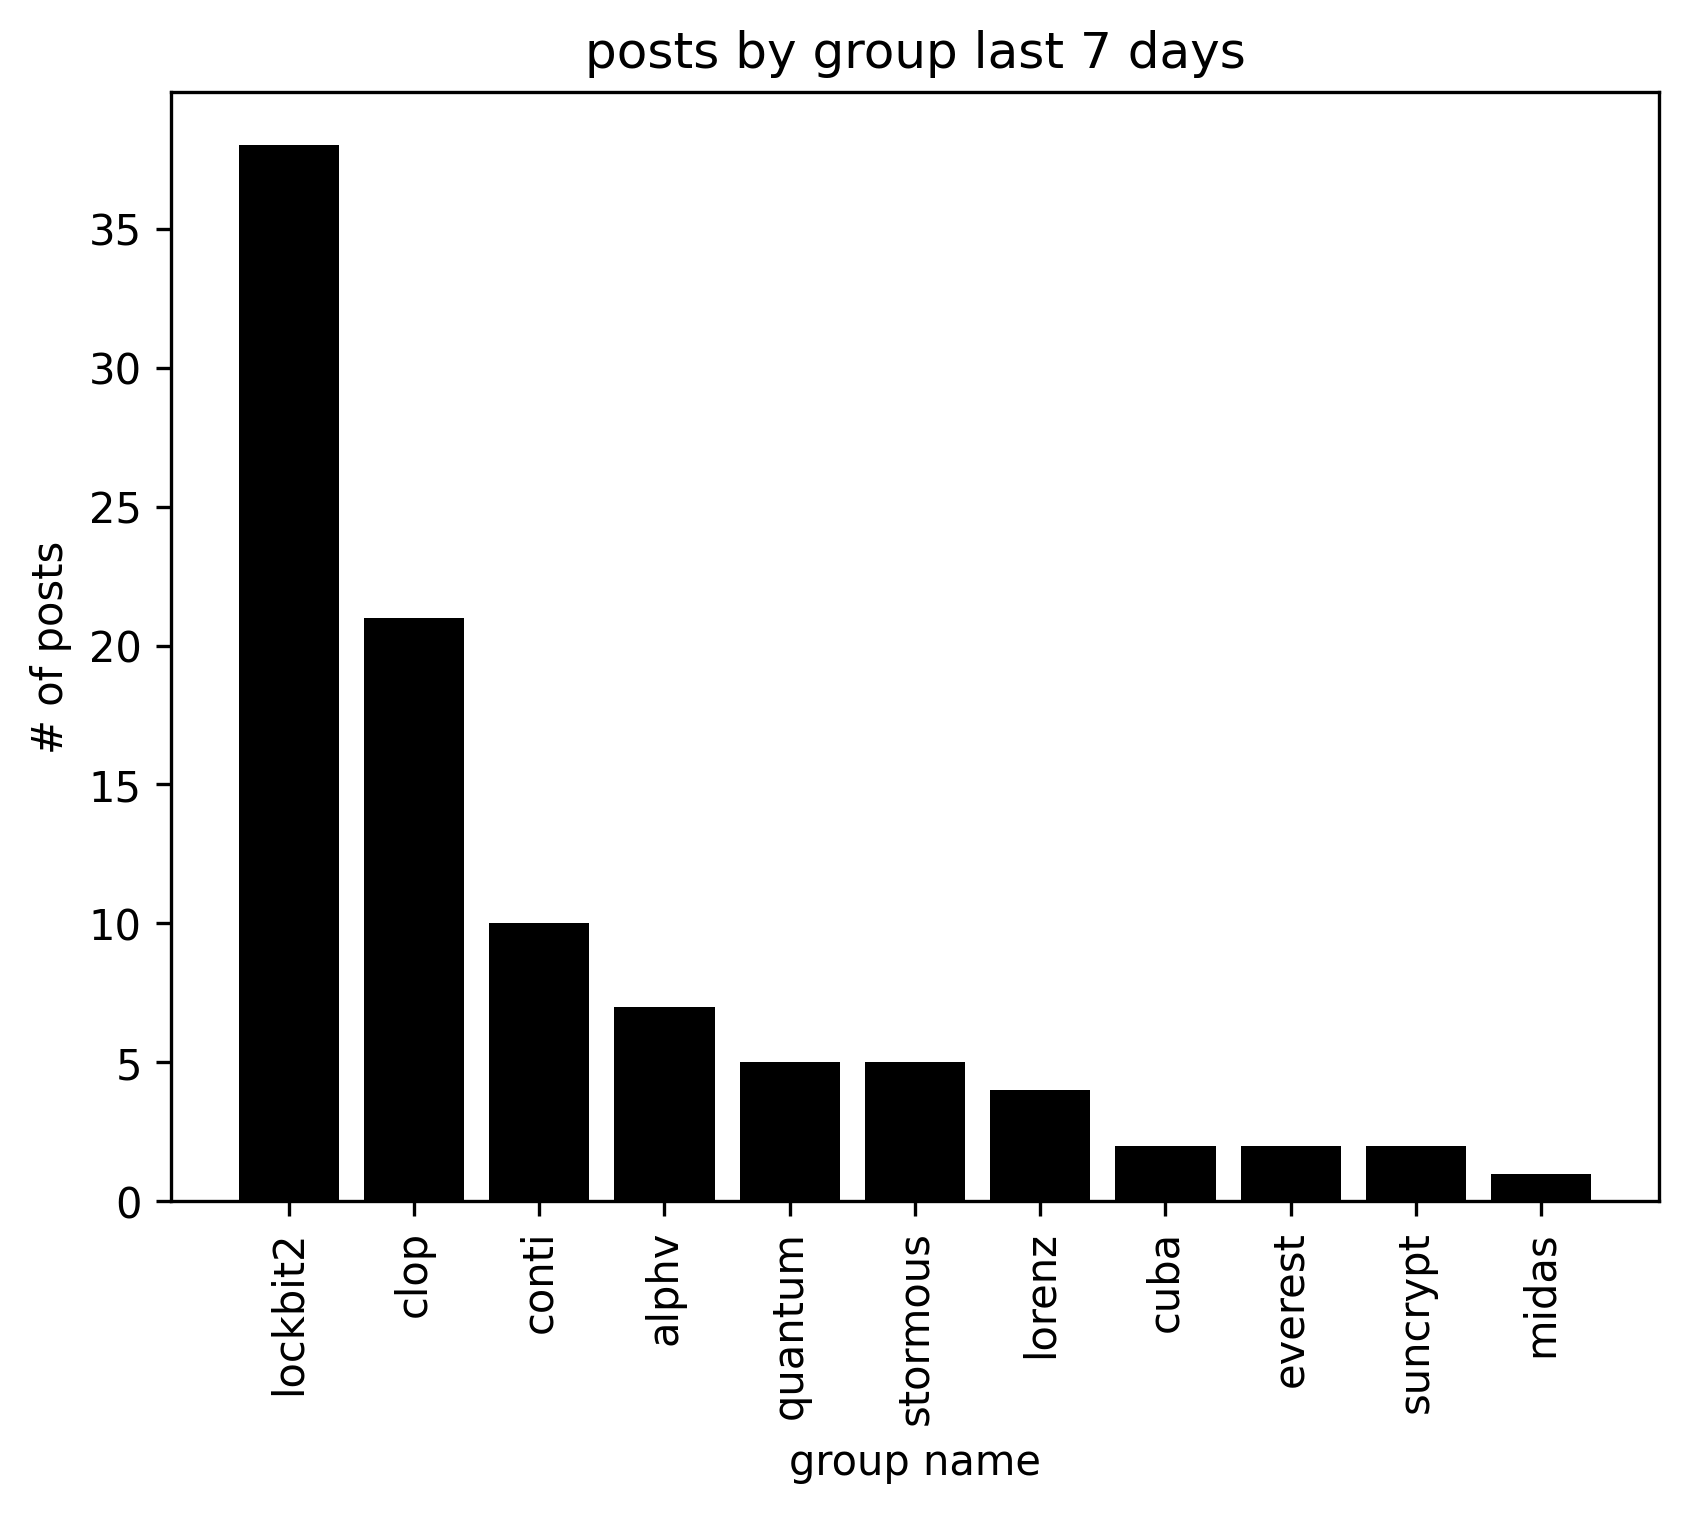 posts by group last 7 days
# of posts
35
30
25
20
15
10
5
0
lockbit2
clop
conti
alphv
quantum
stormous
lorenz
cuba
everest
suncrypt
midas
group name